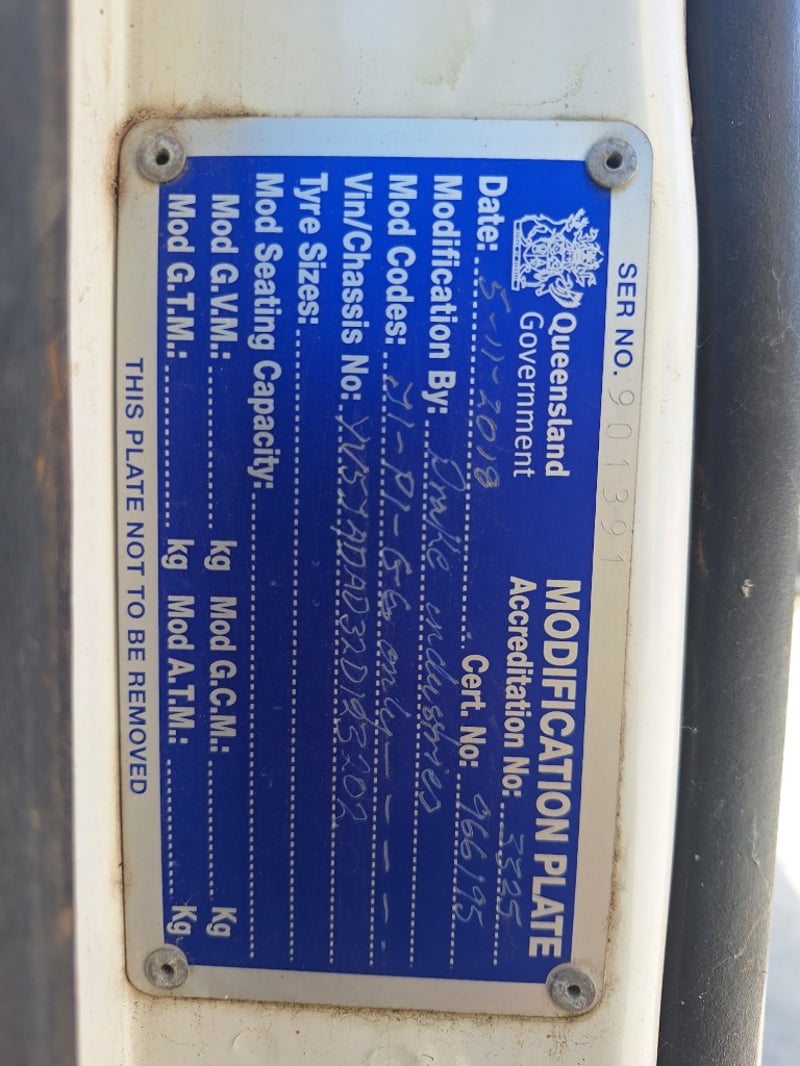 SER NO. 901391
Queensland
Government
MODIFICATION PLATE
Accreditation No: 3325
Date: 5-11-2018 Cert. No: 966195
Modification By: Drake industries
Mod Codes: J1-P1-G6 only
Vin/Chassis No:
Tyre Sizes:
Mod Seating Capacity:
Mod G.V.M.: kg Mod G.C.M.: Kg
Mod G.T.M.: kg Mod A.T.M.: Kg
THIS PLATE NOT TO BE REMOVED